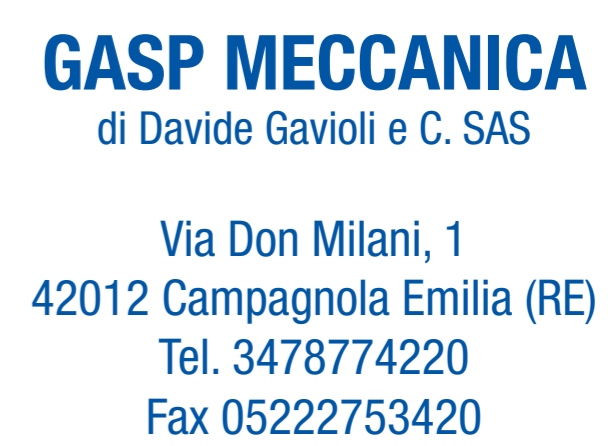 GASP MECCANICA
di Davide Gavioli e C. SAS
Via Don Milani, 1
42012 Campagnola Emilia (RE)
Tel. 3478774220
Fax 05222753420